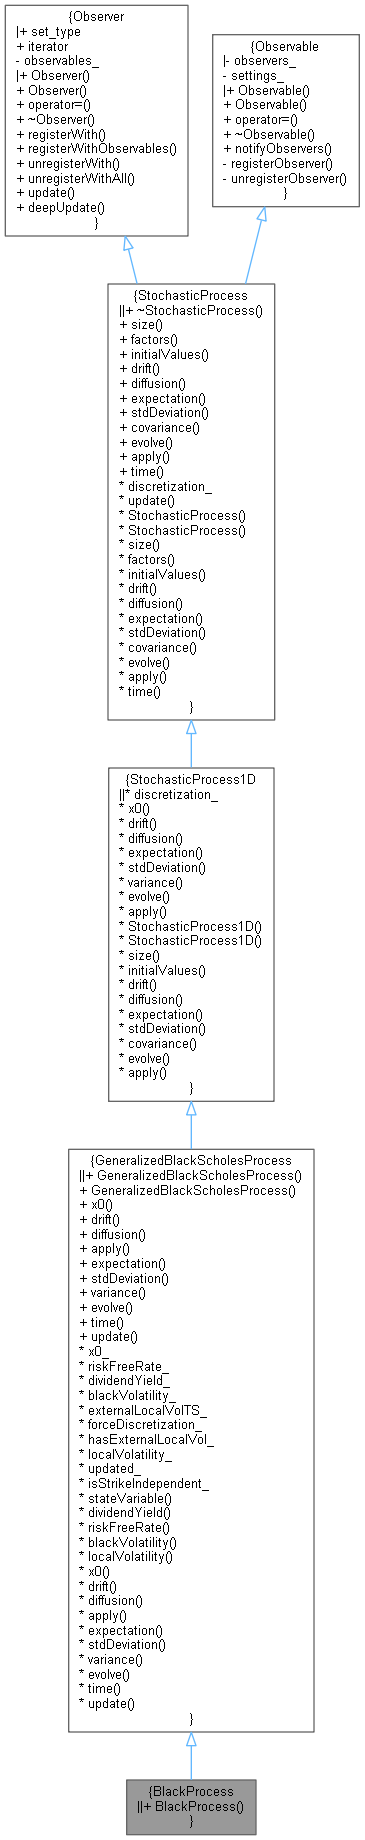 {Observer
|+ set_type
+ iterator
- observables_
|+ Observer()
+ Observer()
+ operator=()
+ ~Observer()
+ registerWith()
+ registerWithObservables()
+ unregisterWith()
+ unregisterWithAll()
+ update()
+ deepUpdate()
}
{Observable
|- observers_
- settings_
|+ Observable()
+ Observable()
+ operator=()
+ ~Observable()
+ notifyObservers()
- registerObserver()
- unregisterObserver()
}
{StochasticProcess
||+ ~StochasticProcess()
+ size()
+ factors()
+ initialValues()
+ drift()
+ diffusion()
+ expectation()
+ stdDeviation()
+ covariance()
+ evolve()
+ apply()
+ time()
* discretization_
* update()
* StochasticProcess()
* StochasticProcess()
* size()
* factors()
* initialValues()
* drift()
* diffusion()
* expectation()
* stdDeviation()
* covariance()
* evolve()
* apply()
* time()
}
{StochasticProcess1D
||* discretization_
* x0()
* drift()
* diffusion()
* expectation()
* stdDeviation()
* variance()
* evolve()
* apply()
* StochasticProcess1D()
* StochasticProcess1D()
* size()
* initialValues()
* drift()
* diffusion()
* expectation()
* stdDeviation()
* covariance()
* evolve()
* apply()
}
{GeneralizedBlackScholesProcess
||+ GeneralizedBlackScholesProcess()
+ GeneralizedBlackScholesProcess()
+ x0()
+ drift()
+ diffusion()
+ apply()
+ expectation()
+ stdDeviation()
+ variance()
+ evolve()
+ time()
+ update()
* x0_
* riskFreeRate_
* dividendYield_
* blackVolatility_
* externalLocalVolTS_
* forceDiscretization_
* hasExternalLocalVol_
* localVolatility_
* updated_
* isStrikeIndependent_
* stateVariable()
* dividendYield()
* riskFreeRate()
* blackVolatility()
* localVolatility()
* x0()
* drift()
* diffusion()
* apply()
* expectation()
* stdDeviation()
* variance()
* evolve()
* time()
* update()
}
{BlackProcess
||+ BlackProcess()
}